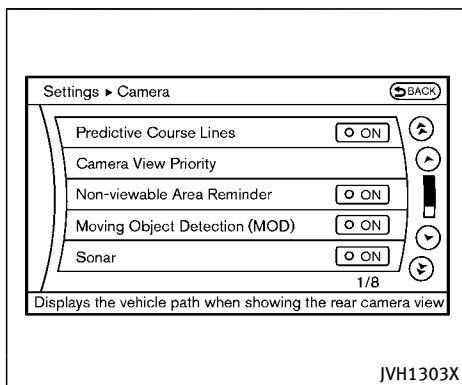 Settings ▸ Camera
BACK
Predictive Course Lines ON
Camera View Priority
Non-viewable Area Reminder ON
Moving Object Detection (MOD) ON
Sonar ON
1/8
Displays the vehicle path when showing the rear camera view
JVH1303X